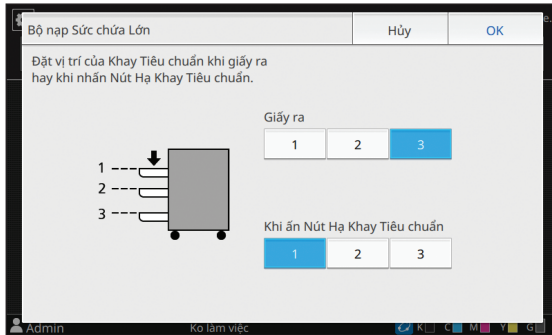 Bộ nạp Sức chứa Lớn
Hủy
OK
Đặt vị trí của Khay Tiêu chuẩn khi giấy ra
hay khi nhấn Nút Hạ Khay Tiêu chuẩn.
Giấy ra
1 2 3
1
2
3
Khi ấn Nút Hạ Khay Tiêu chuẩn
1 2 3
Admin
Ko làm việc
K C M Y G